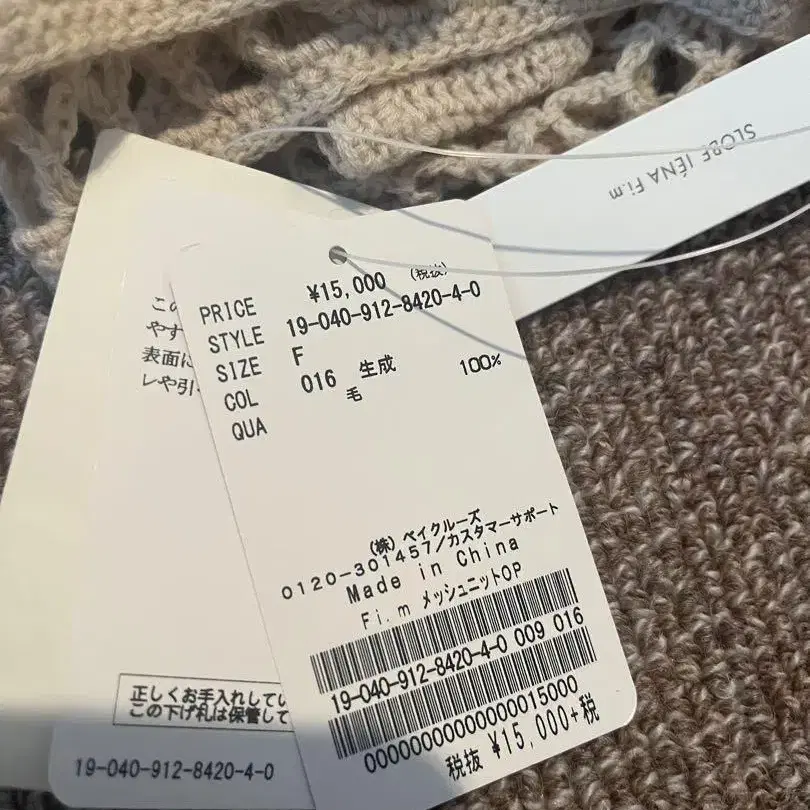 SLOBE IÉNA Fi.m
PRICE ¥15,000 (税抜)
STYLE 19-040-912-8420-4-0
SIZE F
COL 016 生成
QUA 毛 100%
(株) ベイクルーズ
0120-301457/カスタマーサポート
Made in China
Fi.m メッシュニットOP
19-040-912-8420-4-0 009 016
00000000000000015000
税抜 ¥15,000+税
この
やす
表面に
レや引
正しくお手入れしてい
この下げ札は保管して
19-040-912-8420-4-0